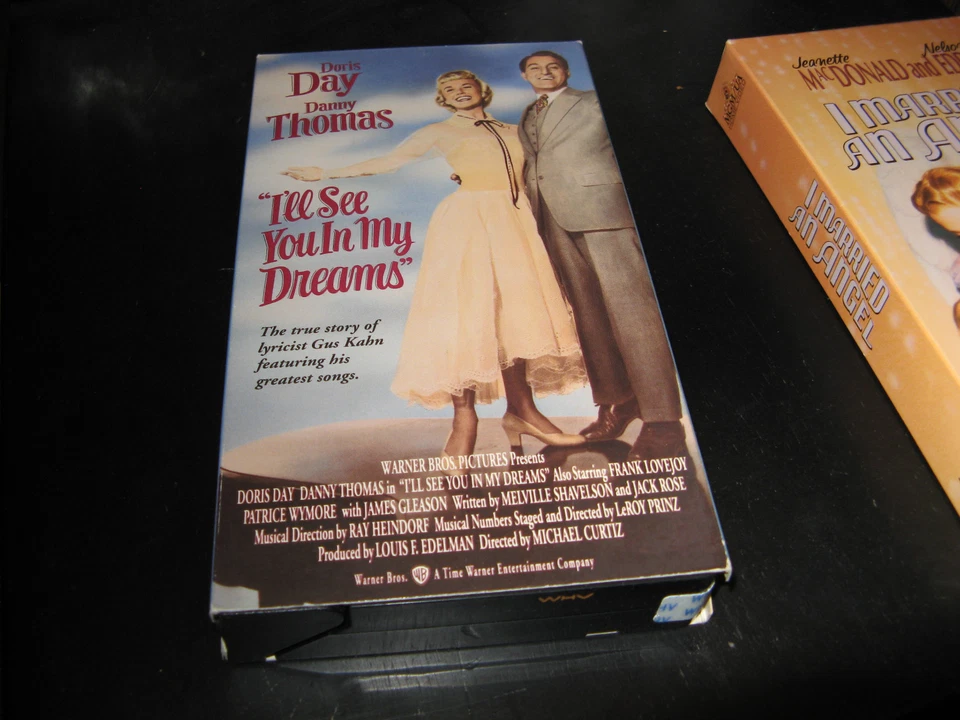 Doris
Day
Danny
Thomas
"I'll See
You In My
Dreams"
The true story of
lyricist Gus Kahn
featuring his
greatest songs.
WARNER BROS. PICTURES Presents
DORIS DAY DANNY THOMAS in "I'LL SEE YOU IN MY DREAMS" Also Starring FRANK LOVEJOY
PATRICE WYMORE with JAMES GLEASON Written by MELVILLE SHAVELSON and JACK ROSE
Musical Direction by RAY HEINDORF Musical Numbers Staged and Directed by LeROY PRINZ
Produced by LOUIS F. EDELMAN Directed by MICHAEL CURTIZ
Warner Bros. WB A Time Warner Entertainment Company
WHV
Jeanette
MACDONALD and
I
AN
I MARRIED
AN ANGEL